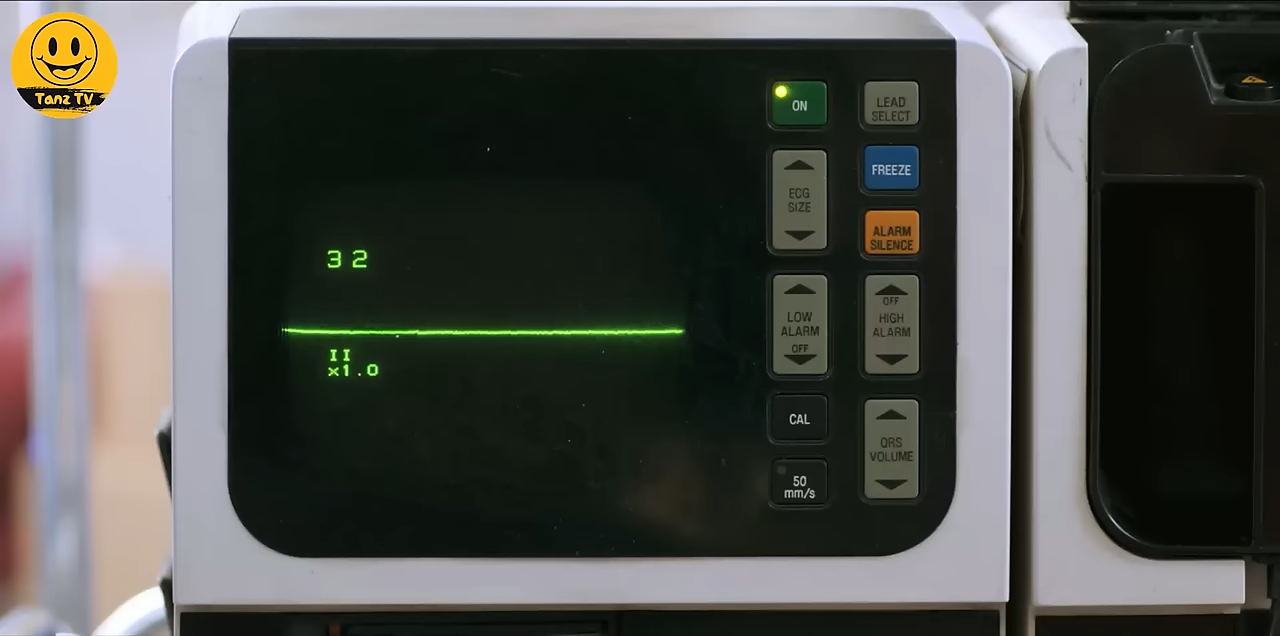 Tanz TV
ON
LEAD
SELECT
ECG
SIZE
FREEZE
ALARM
SILENCE
32
LOW
ALARM
OFF
OFF
HIGH
ALARM
II
x1.0
CAL
QRS
VOLUME
50
mm/s